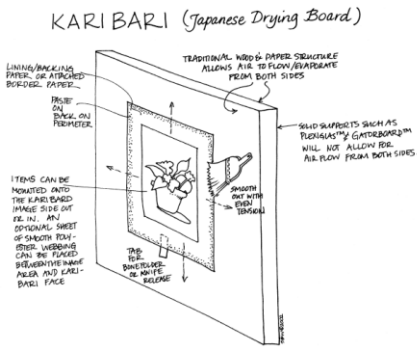 KARIBARI (Japanese Drying Board)
LINING/BACKING
PAPER OR ATTACHED
BORDER PAPER
PASTE
ON
BACK ON
PERIMETER
TRADITIONAL WOOD & PAPER STRUCTURE
ALLOWS AIR TO FLOW/EVAPORATE
FROM BOTH SIDES
SOLID SUPPORTS SUCH AS
PLEXIGLAS™ & GATORBOARD™
WILL NOT ALLOW FOR
AIR FLOW FROM BOTH SIDES
ITEMS CAN BE
MOUNTED ONTO
THE KARIBARI
IMAGE SIDE OUT
OR IN. AN
OPTIONAL SHEET
OF SMOOTH POLY-
ESTER WEBBING
CAN BE PLACED
BETWEEN THE IMAGE
AREA AND KARI-
BARI FACE
SMOOTH
OUT WITH
EVEN
TENSION
TAB
FOR
BONEFOLDER
OR KNIFE
RELEASE